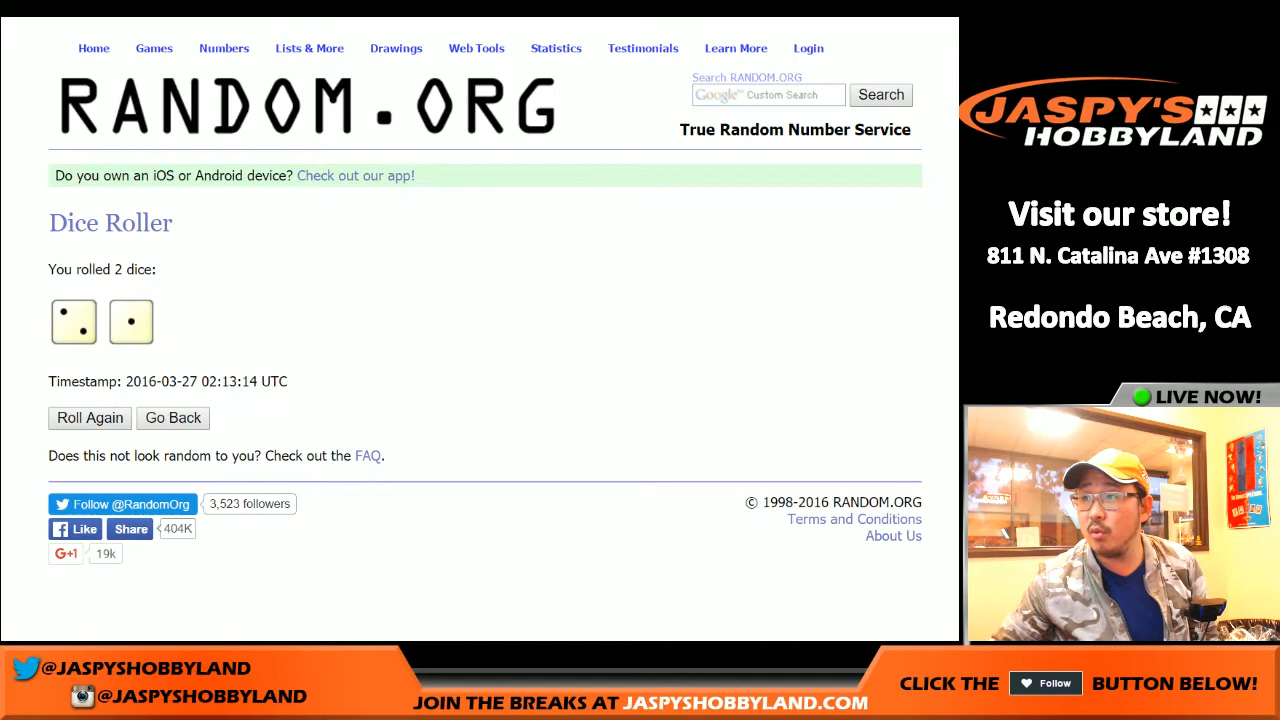 Home Games Numbers Lists & More Drawings Web Tools Statistics Testimonials Learn More Login
RANDOM.ORG
Search RANDOM.ORG
Google™ Custom Search
Search
True Random Number Service
Do you own an iOS or Android device? Check out our app!
Dice Roller
You rolled 2 dice:
Timestamp: 2016-03-27 02:13:14 UTC
Roll Again Go Back
Does this not look random to you? Check out the FAQ.
Follow @RandomOrg 3,523 followers
Like Share 404K
G+1 19k
© 1998-2016 RANDOM.ORG
Terms and Conditions
About Us
JASPY'S
HOBBYLAND
Visit our store!
811 N. Catalina Ave #1308
Redondo Beach, CA
LIVE NOW!
@JASPYSHOBBYLAND
@JASPYSHOBBYLAND
JOIN THE BREAKS AT JASPYSHOBBYLAND.COM
CLICK THE Follow BUTTON BELOW!